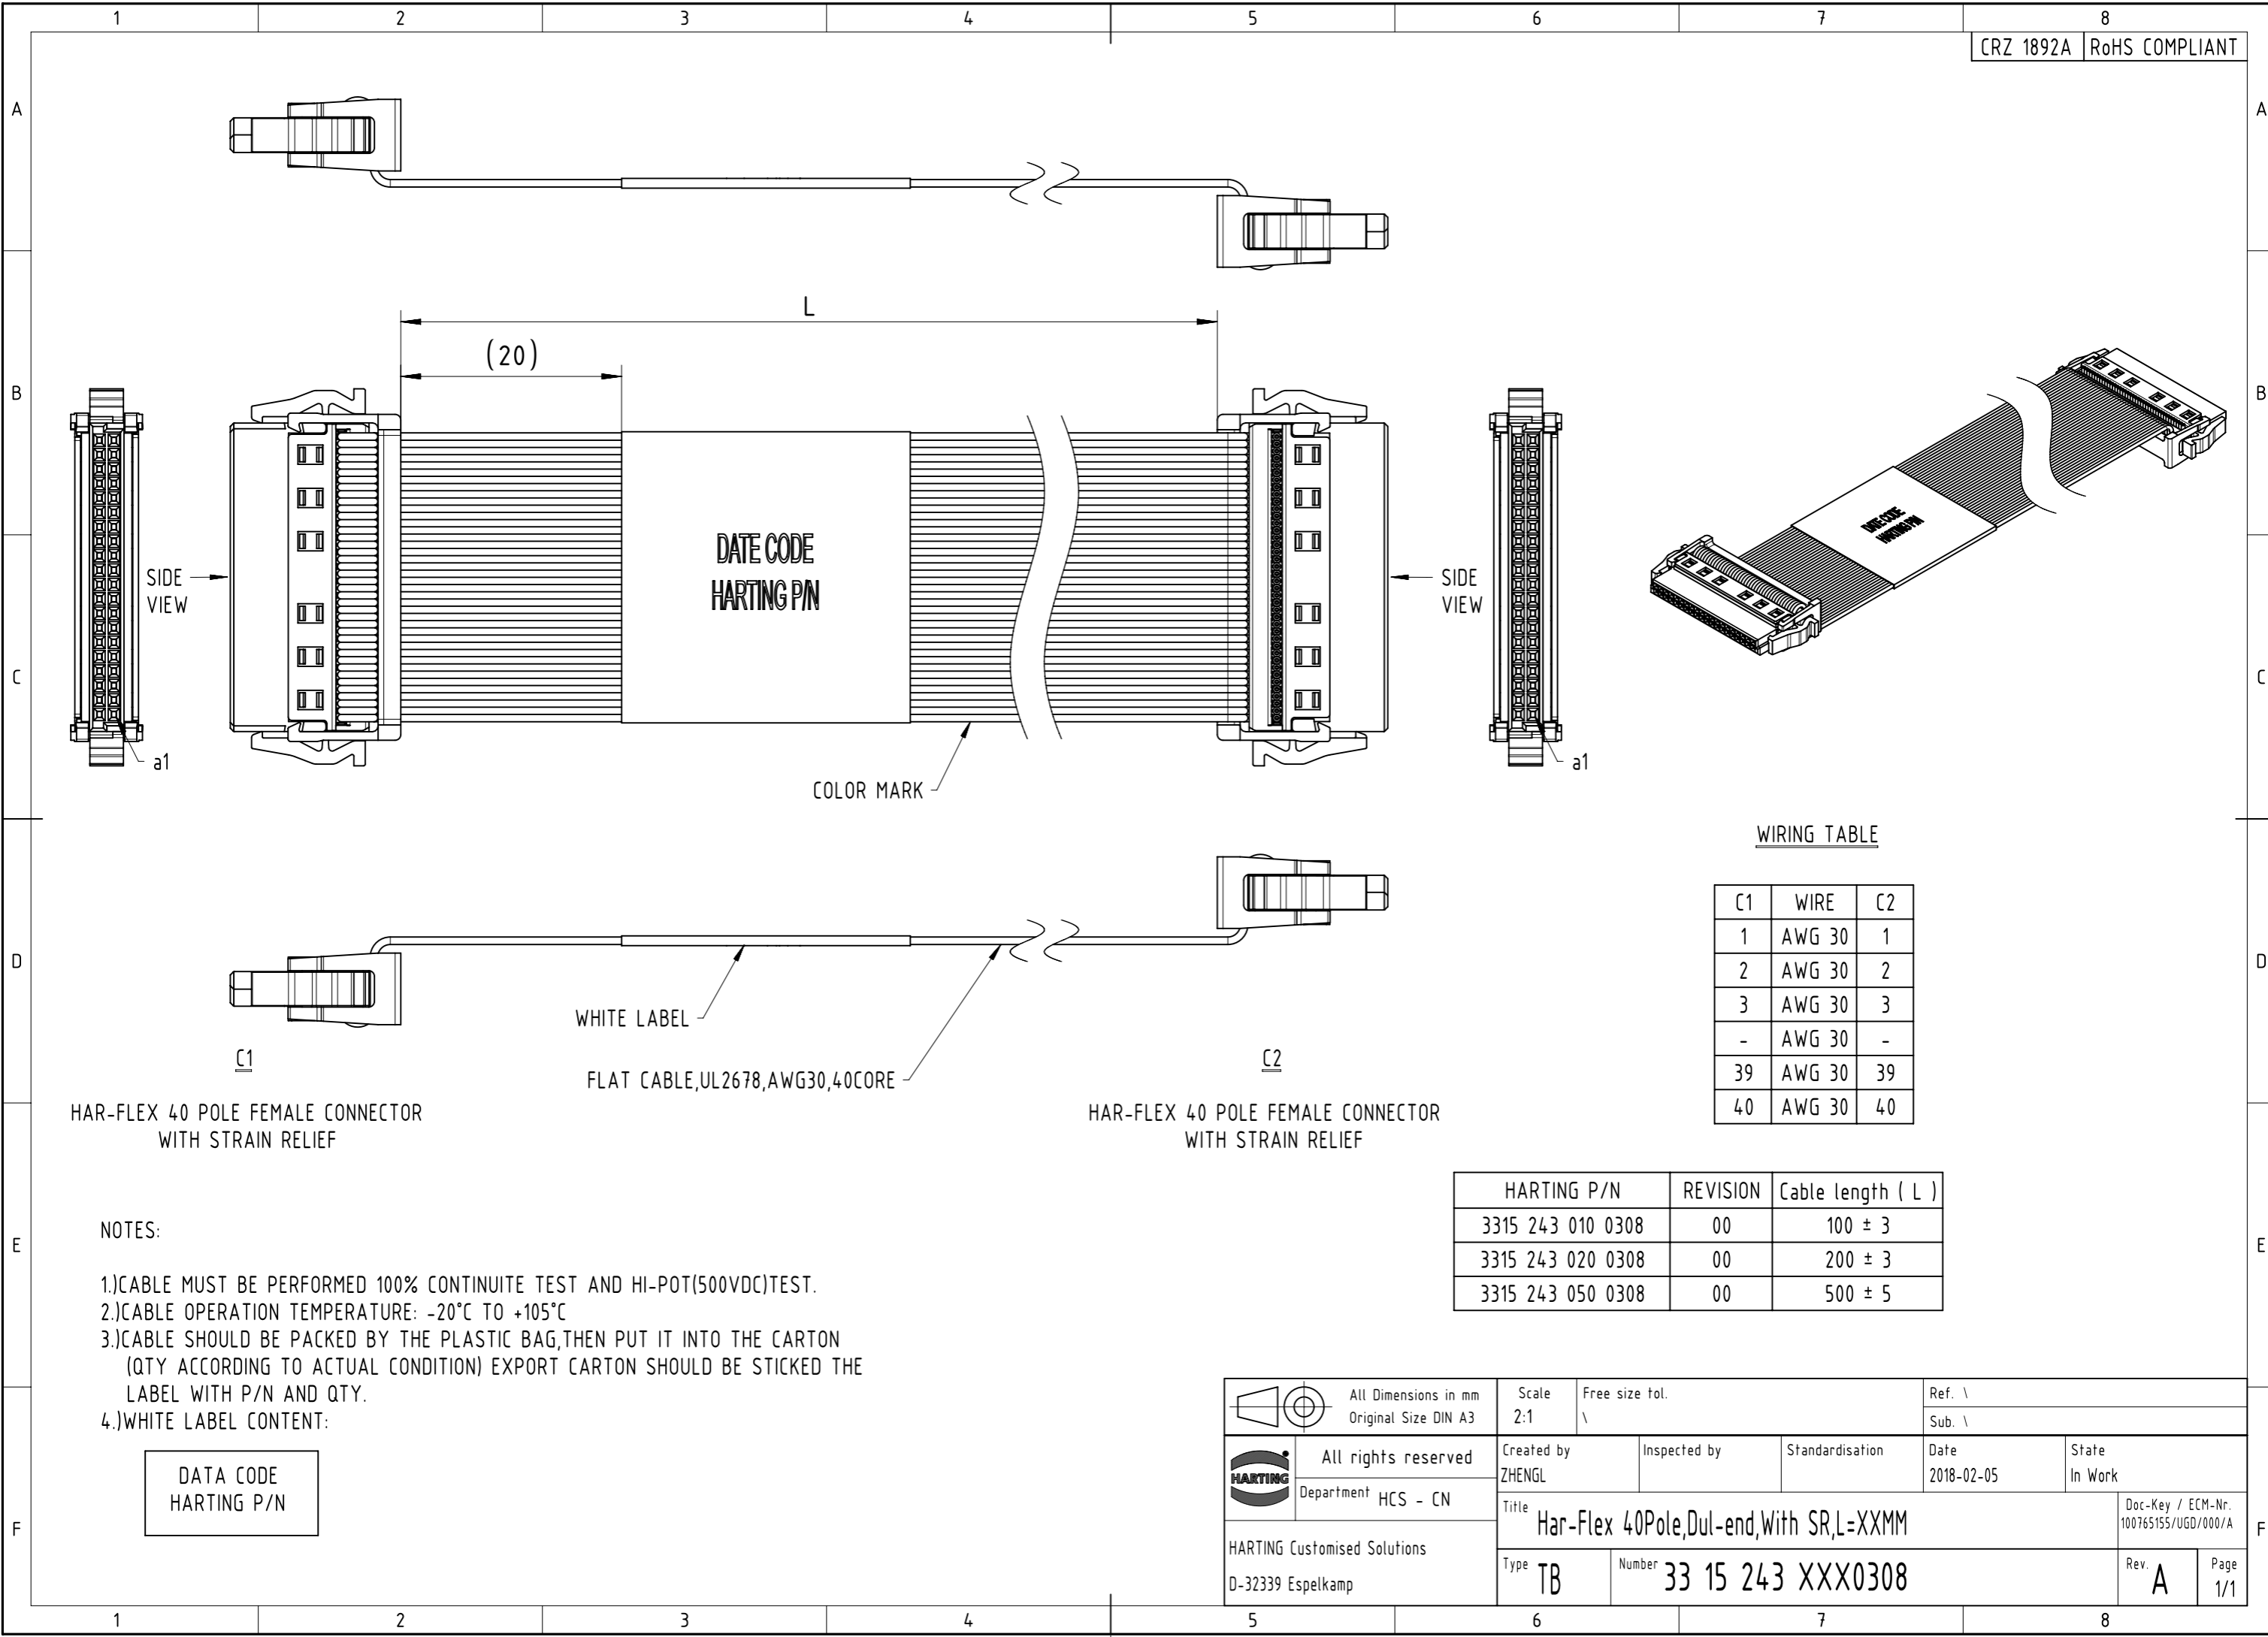 1 2 3 4 5 6 7 8
CRZ 1892A RoHS COMPLIANT
A A
L
(20)
B B
DATE CODE
HARTING P/N
DATE CODE
HARTING P/N
SIDE
VIEW
SIDE
VIEW
C C
a1
a1
COLOR MARK
WIRING TABLE
C1 WIRE C2
1 AWG 30 1
2 AWG 30 2
3 AWG 30 3
- AWG 30 -
39 AWG 30 39
40 AWG 30 40
D D
WHITE LABEL
FLAT CABLE,UL2678,AWG30,40CORE
C1
HAR-FLEX 40 POLE FEMALE CONNECTOR
WITH STRAIN RELIEF
C2
HAR-FLEX 40 POLE FEMALE CONNECTOR
WITH STRAIN RELIEF
HARTING P/N REVISION Cable length ( L )
3315 243 010 0308 00 100 ± 3
3315 243 020 0308 00 200 ± 3
3315 243 050 0308 00 500 ± 5
E E
NOTES:
1.)CABLE MUST BE PERFORMED 100% CONTINUITE TEST AND HI-POT(500VDC)TEST.
2.)CABLE OPERATION TEMPERATURE: -20°C TO +105°C
3.)CABLE SHOULD BE PACKED BY THE PLASTIC BAG,THEN PUT IT INTO THE CARTON
(QTY ACCORDING TO ACTUAL CONDITION) EXPORT CARTON SHOULD BE STICKED THE
LABEL WITH P/N AND QTY.
4.)WHITE LABEL CONTENT:
DATA CODE
HARTING P/N
F F
All Dimensions in mm
Original Size DIN A3
Scale
2:1
Free size tol.
\
Ref. \
Sub. \
HARTING
All rights reserved
Department HCS - CN
Created by
ZHENGL
Inspected by
Standardisation
Date
2018-02-05
State
In Work
Title Har-Flex 40Pole,Dul-end,With SR,L=XXMM
Doc-Key / ECM-Nr.
100765155/UGD/000/A
HARTING Customised Solutions
D-32339 Espelkamp
Type TB
Number 33 15 243 XXX0308
Rev. A
Page
1/1
1 2 3 4 5 6 7 8